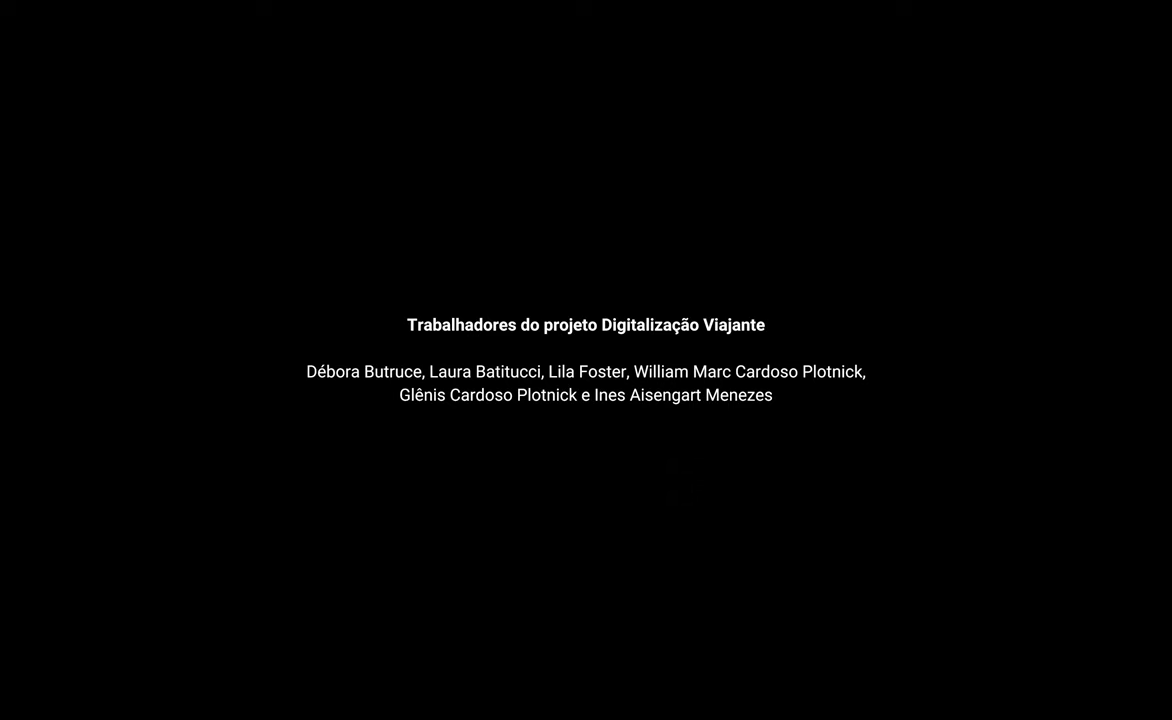 Trabalhadores do projeto Digitalização Viajante
Débora Butruce, Laura Batitucci, Lila Foster, William Marc Cardoso Plotnick,
Glênis Cardoso Plotnick e Ines Aisengart Menezes